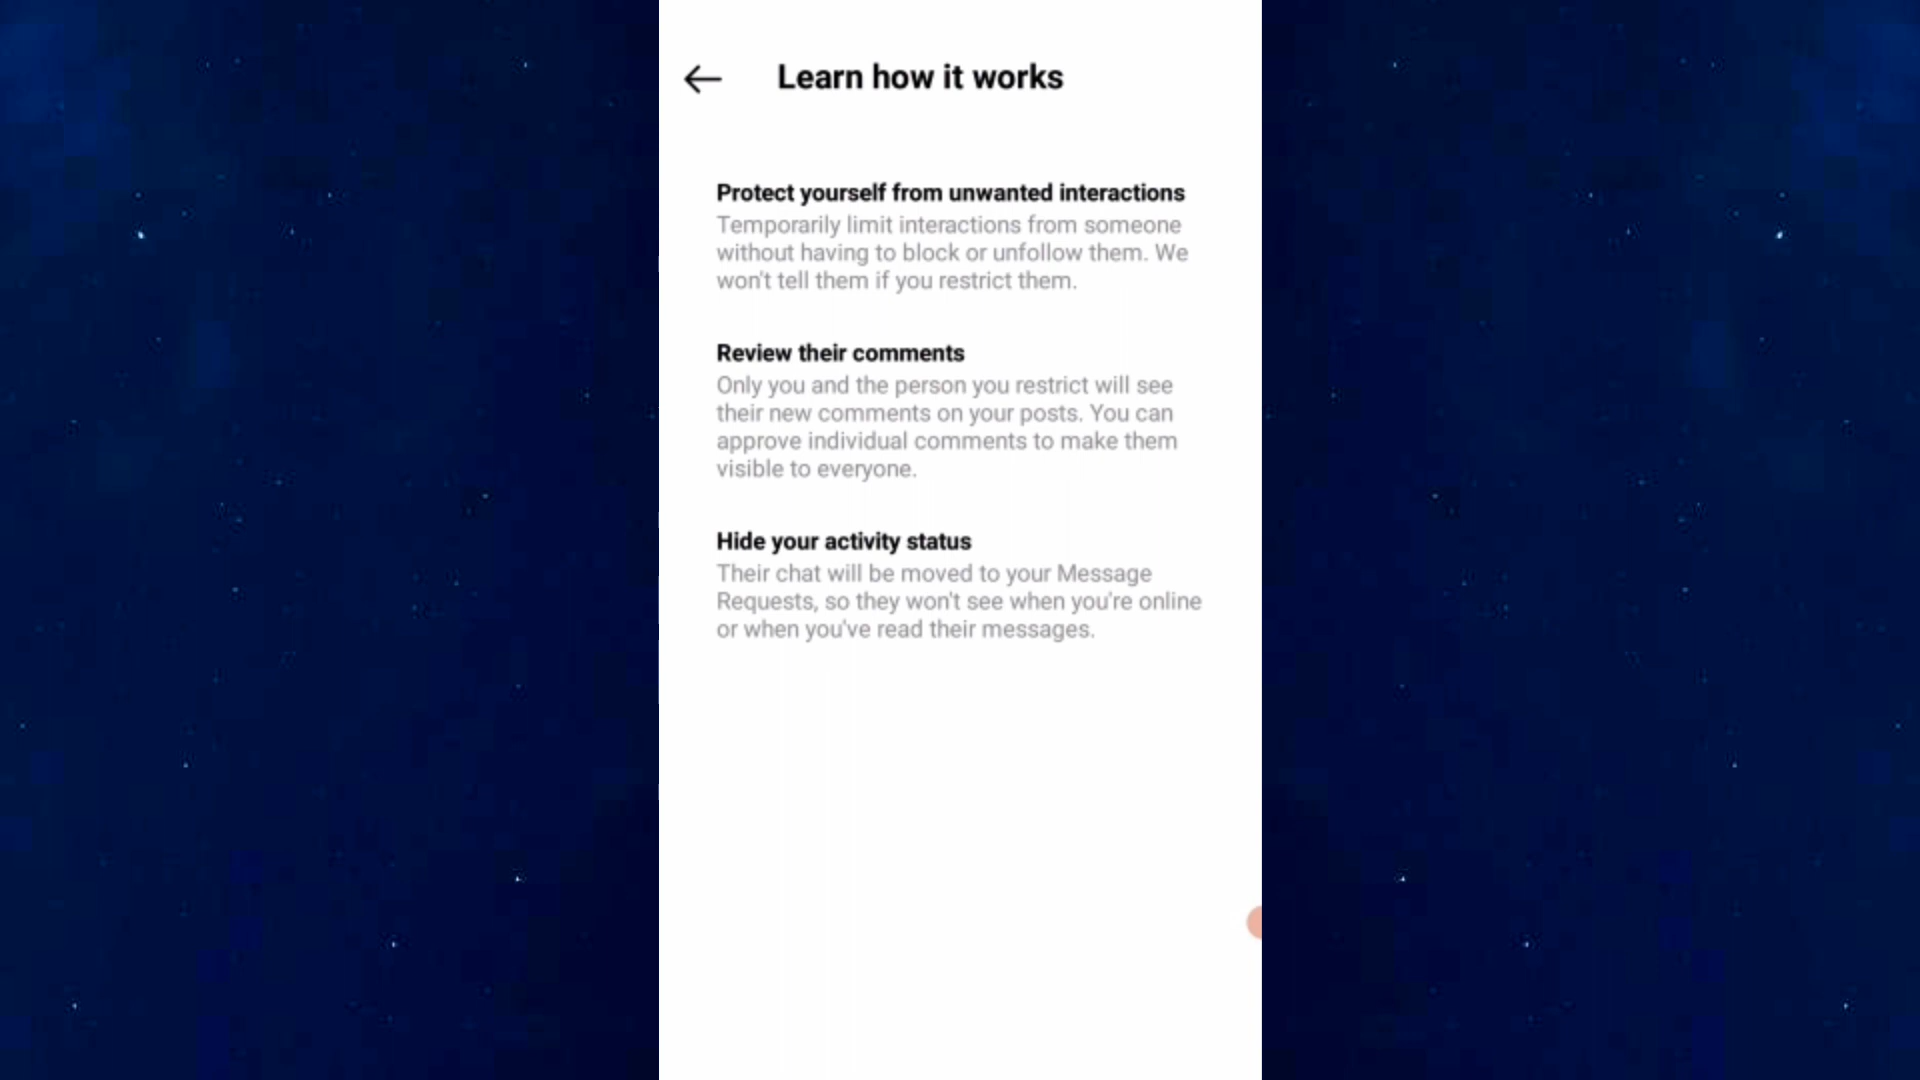 Learn how it works
Protect yourself from unwanted interactions
Temporarily limit interactions from someone
without having to block or unfollow them. We
won't tell them if you restrict them.
Review their comments
Only you and the person you restrict will see
their new comments on your posts. You can
approve individual comments to make them
visible to everyone.
Hide your activity status
Their chat will be moved to your Message
Requests, so they won't see when you're online
or when you've read their messages.